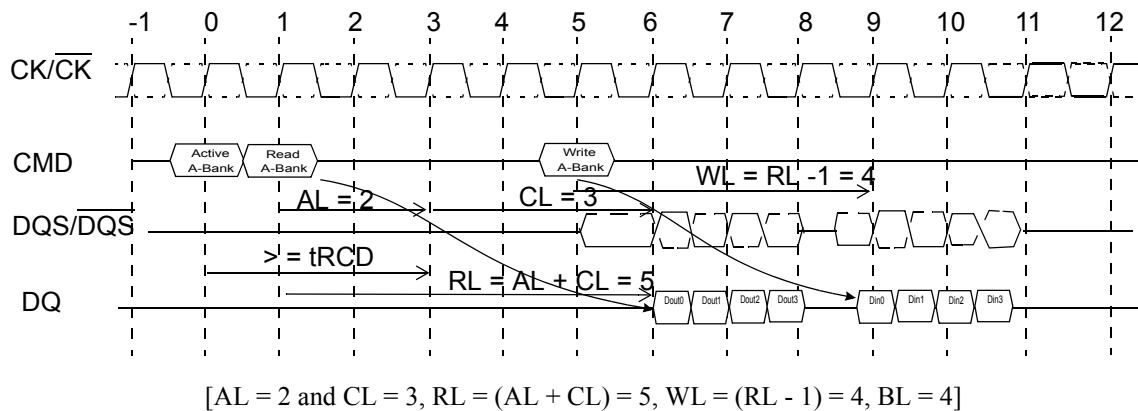 -1 0 1 2 3 4 5 6 7 8 9 10 11 12
CK/CK
CMD
Active A-Bank
Read A-Bank
Write A-Bank
WL = RL -1 = 4
AL = 2
CL = 3
DQS/DQS
> = tRCD
RL = AL + CL = 5
DQ
Dout0 Dout1 Dout2 Dout3 Din0 Din1 Din2 Din3
[AL = 2 and CL = 3, RL = (AL + CL) = 5, WL = (RL - 1) = 4, BL = 4]